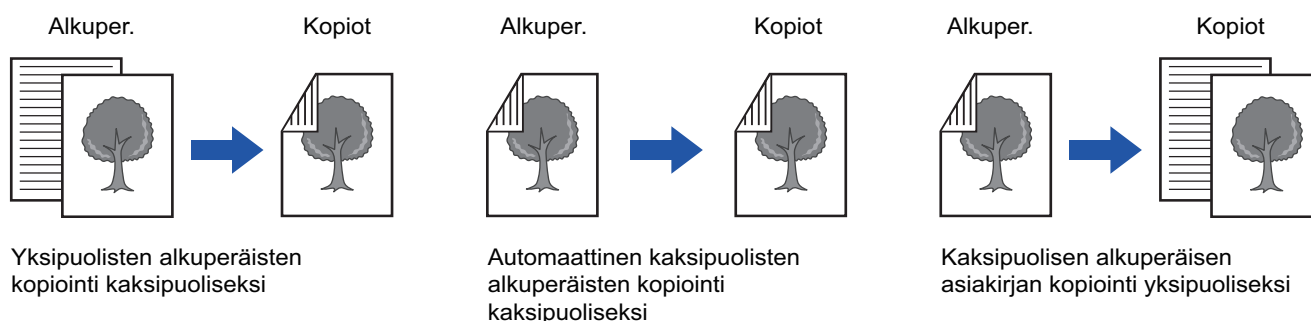 Alkuper.
Kopiot
Alkuper.
Kopiot
Alkuper.
Kopiot
Yksipuolisten alkuperäisten
kopiointi kaksipuoliseksi
Automaattinen kaksipuolisten
alkuperäisten kopiointi
kaksipuoliseksi
Kaksipuolisen alkuperäisen
asiakirjan kopiointi yksipuoliseksi